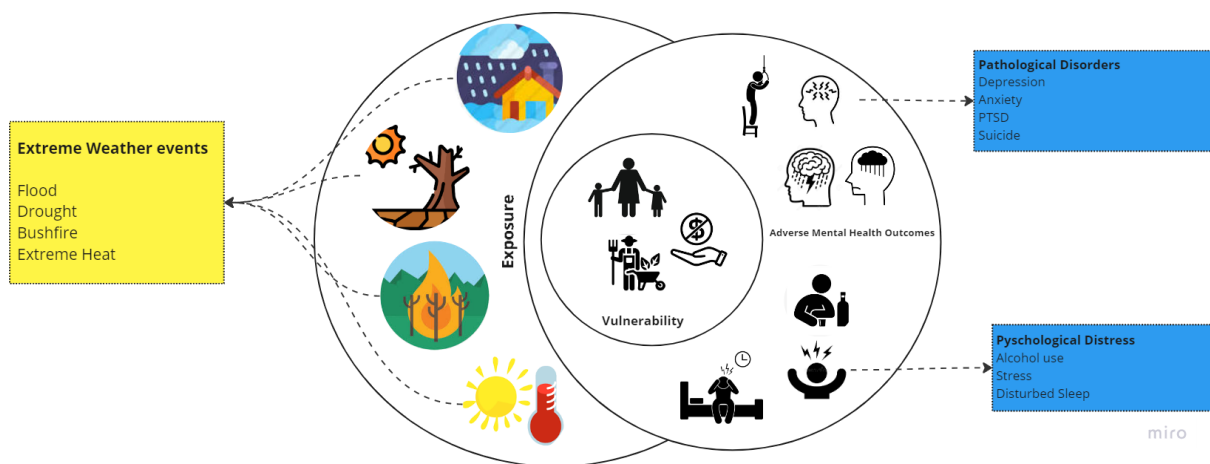 Extreme Weather events
Flood
Drought
Bushfire
Extreme Heat
Exposure
Vulnerability
Adverse Mental Health Outcomes
Pathological Disorders
Depression
Anxiety
PTSD
Suicide
Pyschological Distress
Alcohol use
Stress
Disturbed Sleep
miro